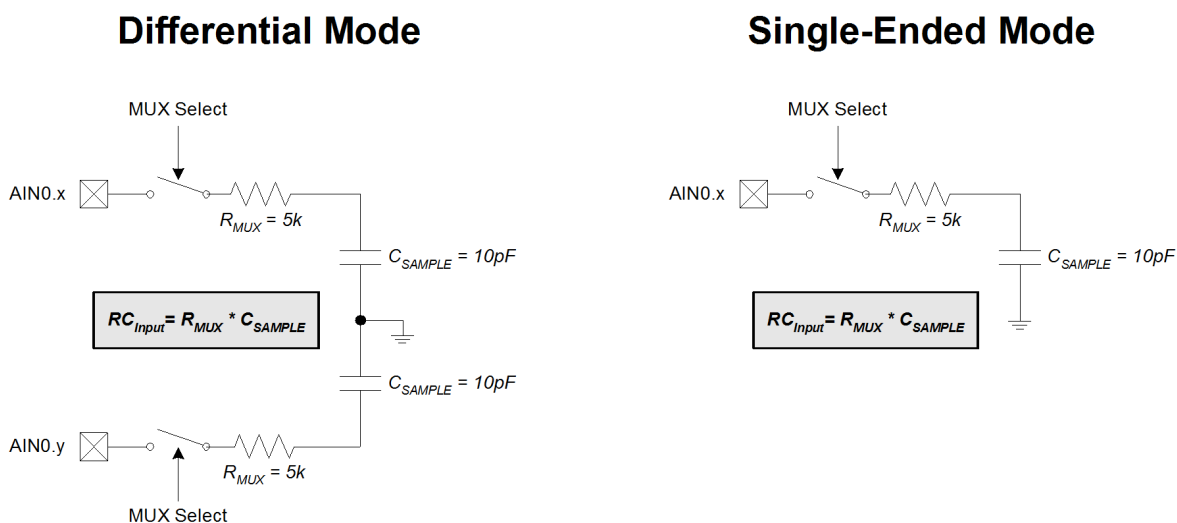 Differential Mode
MUX Select
AIN0.x
RMUX = 5k
CSAMPLE = 10pF
RCInput= RMUX * CSAMPLE
CSAMPLE = 10pF
AIN0.y
RMUX = 5k
MUX Select
Single-Ended Mode
MUX Select
AIN0.x
RMUX = 5k
CSAMPLE = 10pF
RCInput= RMUX * CSAMPLE